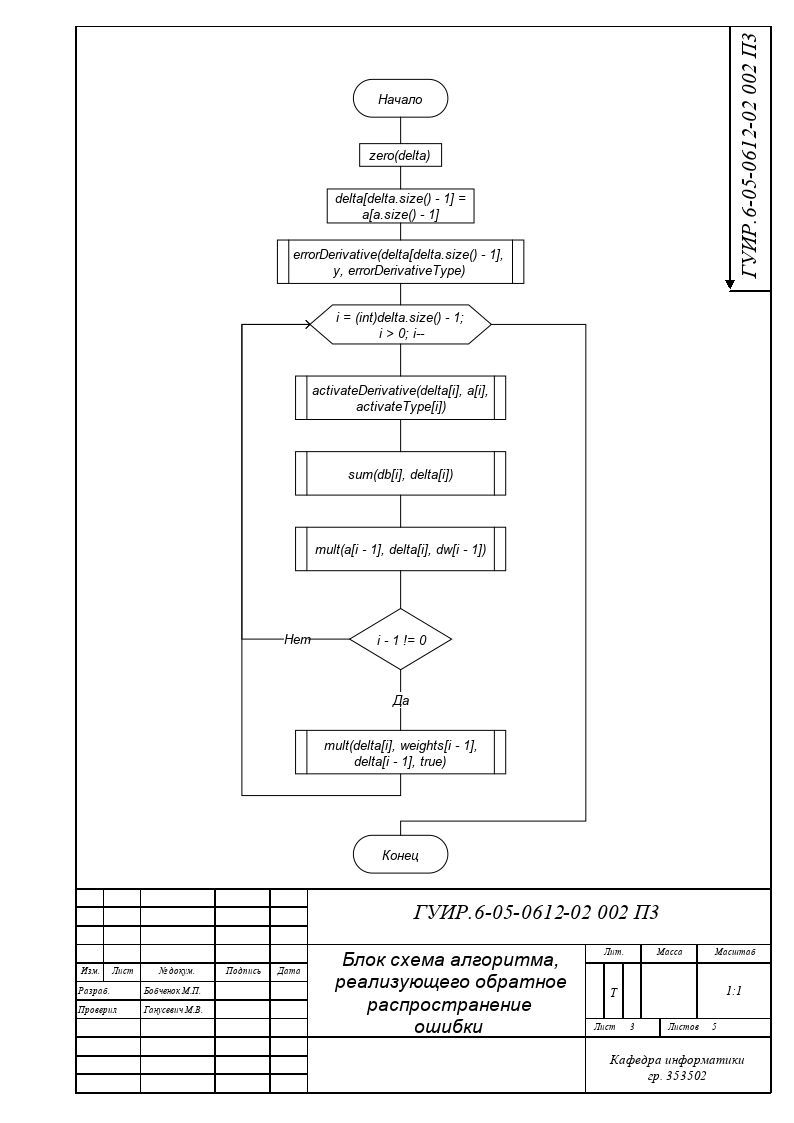 ГУИР.6-05-0612-02 002 ПЗ
Начало
zero(delta)
delta[delta.size() - 1] =
a[a.size() - 1]
errorDerivative(delta[delta.size() - 1],
y, errorDerivativeType)
i = (int)delta.size() - 1;
i > 0; i--
activateDerivative(delta[i], a[i],
activateType[i])
sum(db[i], delta[i])
mult(a[i - 1], delta[i], dw[i - 1])
Нет
i - 1 != 0
Да
mult(delta[i], weights[i - 1],
delta[i - 1], true)
Конец
ГУИР.6-05-0612-02 002 ПЗ
Блок схема алгоритма,
реализующего обратное
распространение
ошибки
Лит. Масса Масштаб
Т 1:1
Лист 3 Листов 5
Изм. Лист № докум. Подпись Дата
Разраб. Бобченок М.П.
Проверил Ганусевич М.В.
Кафедра информатики
гр. 353502